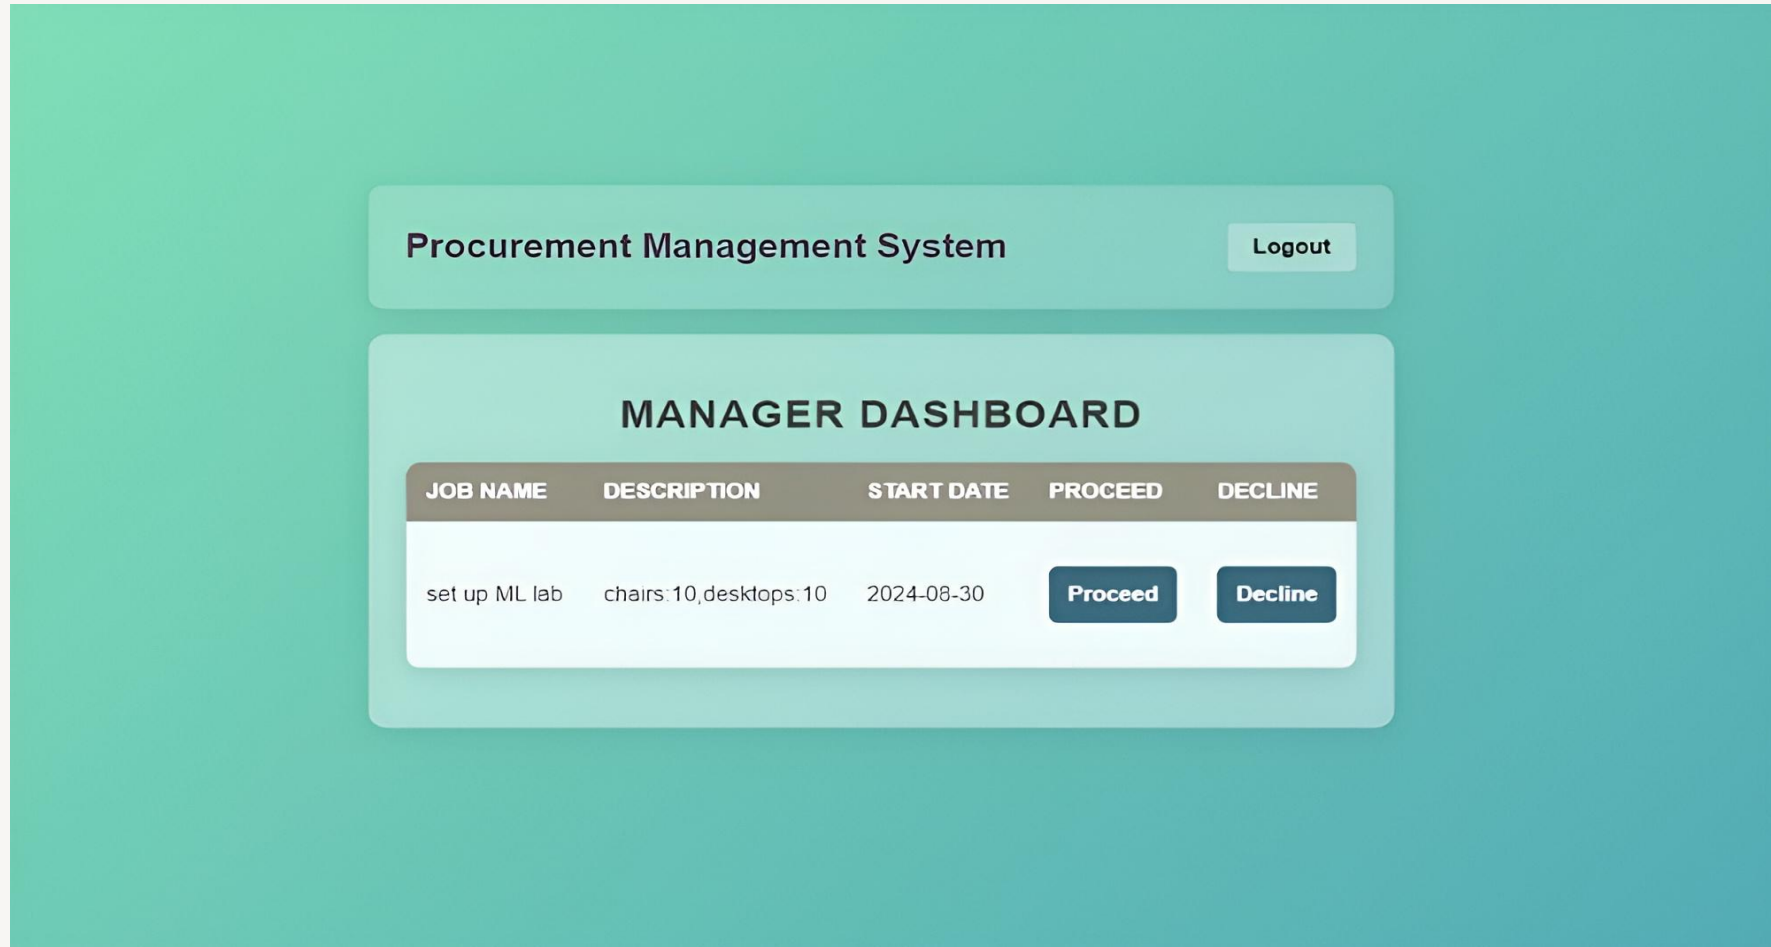 Procurement Management System Logout
MANAGER DASHBOARD
JOB NAME DESCRIPTION START DATE PROCEED DECLINE
set up ML lab chairs:10,desktops:10 2024-08-30 Proceed Decline